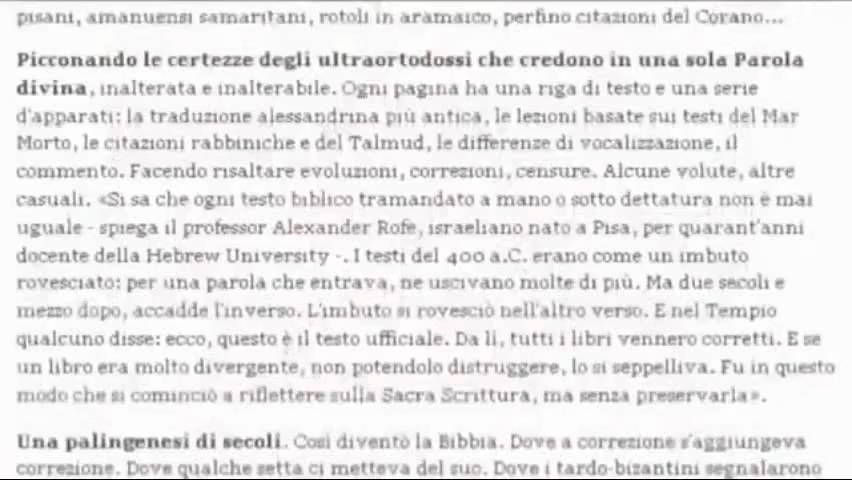 pisani, amanuensi samaritani, rotoli in aramaico, perfino citazioni del Corano...
Picconando le certezze degli ultraortodossi che credono in una sola Parola
divina, inalterata e inalterabile. Ogni pagina ha una riga di testo e una serie
d'apparati: la traduzione alessandrina più antica, le lezioni basate sui testi del Mar
Morto, le citazioni rabbiniche e del Talmud, le differenze di vocalizzazione, il
commento. Facendo risaltare evoluzioni, correzioni, censure. Alcune volute, altre
casuali. «Si sa che ogni testo biblico tramandato a mano o sotto dettatura non è mai
uguale - spiega il professor Alexander Rofé, israeliano nato a Pisa, per quarant'anni
docente della Hebrew University -. I testi del 400 a.C. erano come un imbuto
rovesciato: per una parola che entrava, ne uscivano molte di più. Ma due secoli e
mezzo dopo, accadde l'inverso. L'imbuto si rovesciò nell'altro verso. E nel Tempio
qualcuno disse: ecco, questo è il testo ufficiale. Da lì, tutti i libri vennero corretti. E se
un libro era molto divergente, non potendolo distruggere, lo si seppelliva. Fu in questo
modo che si cominciò a riflettere sulla Sacra Scrittura, ma senza preservarla».
Una palingenesi di secoli. Così diventò la Bibbia. Dove a correzione s'aggiungeva
correzione. Dove qualche setta ci metteva del suo. Dove i tardo-bizantini segnalarono